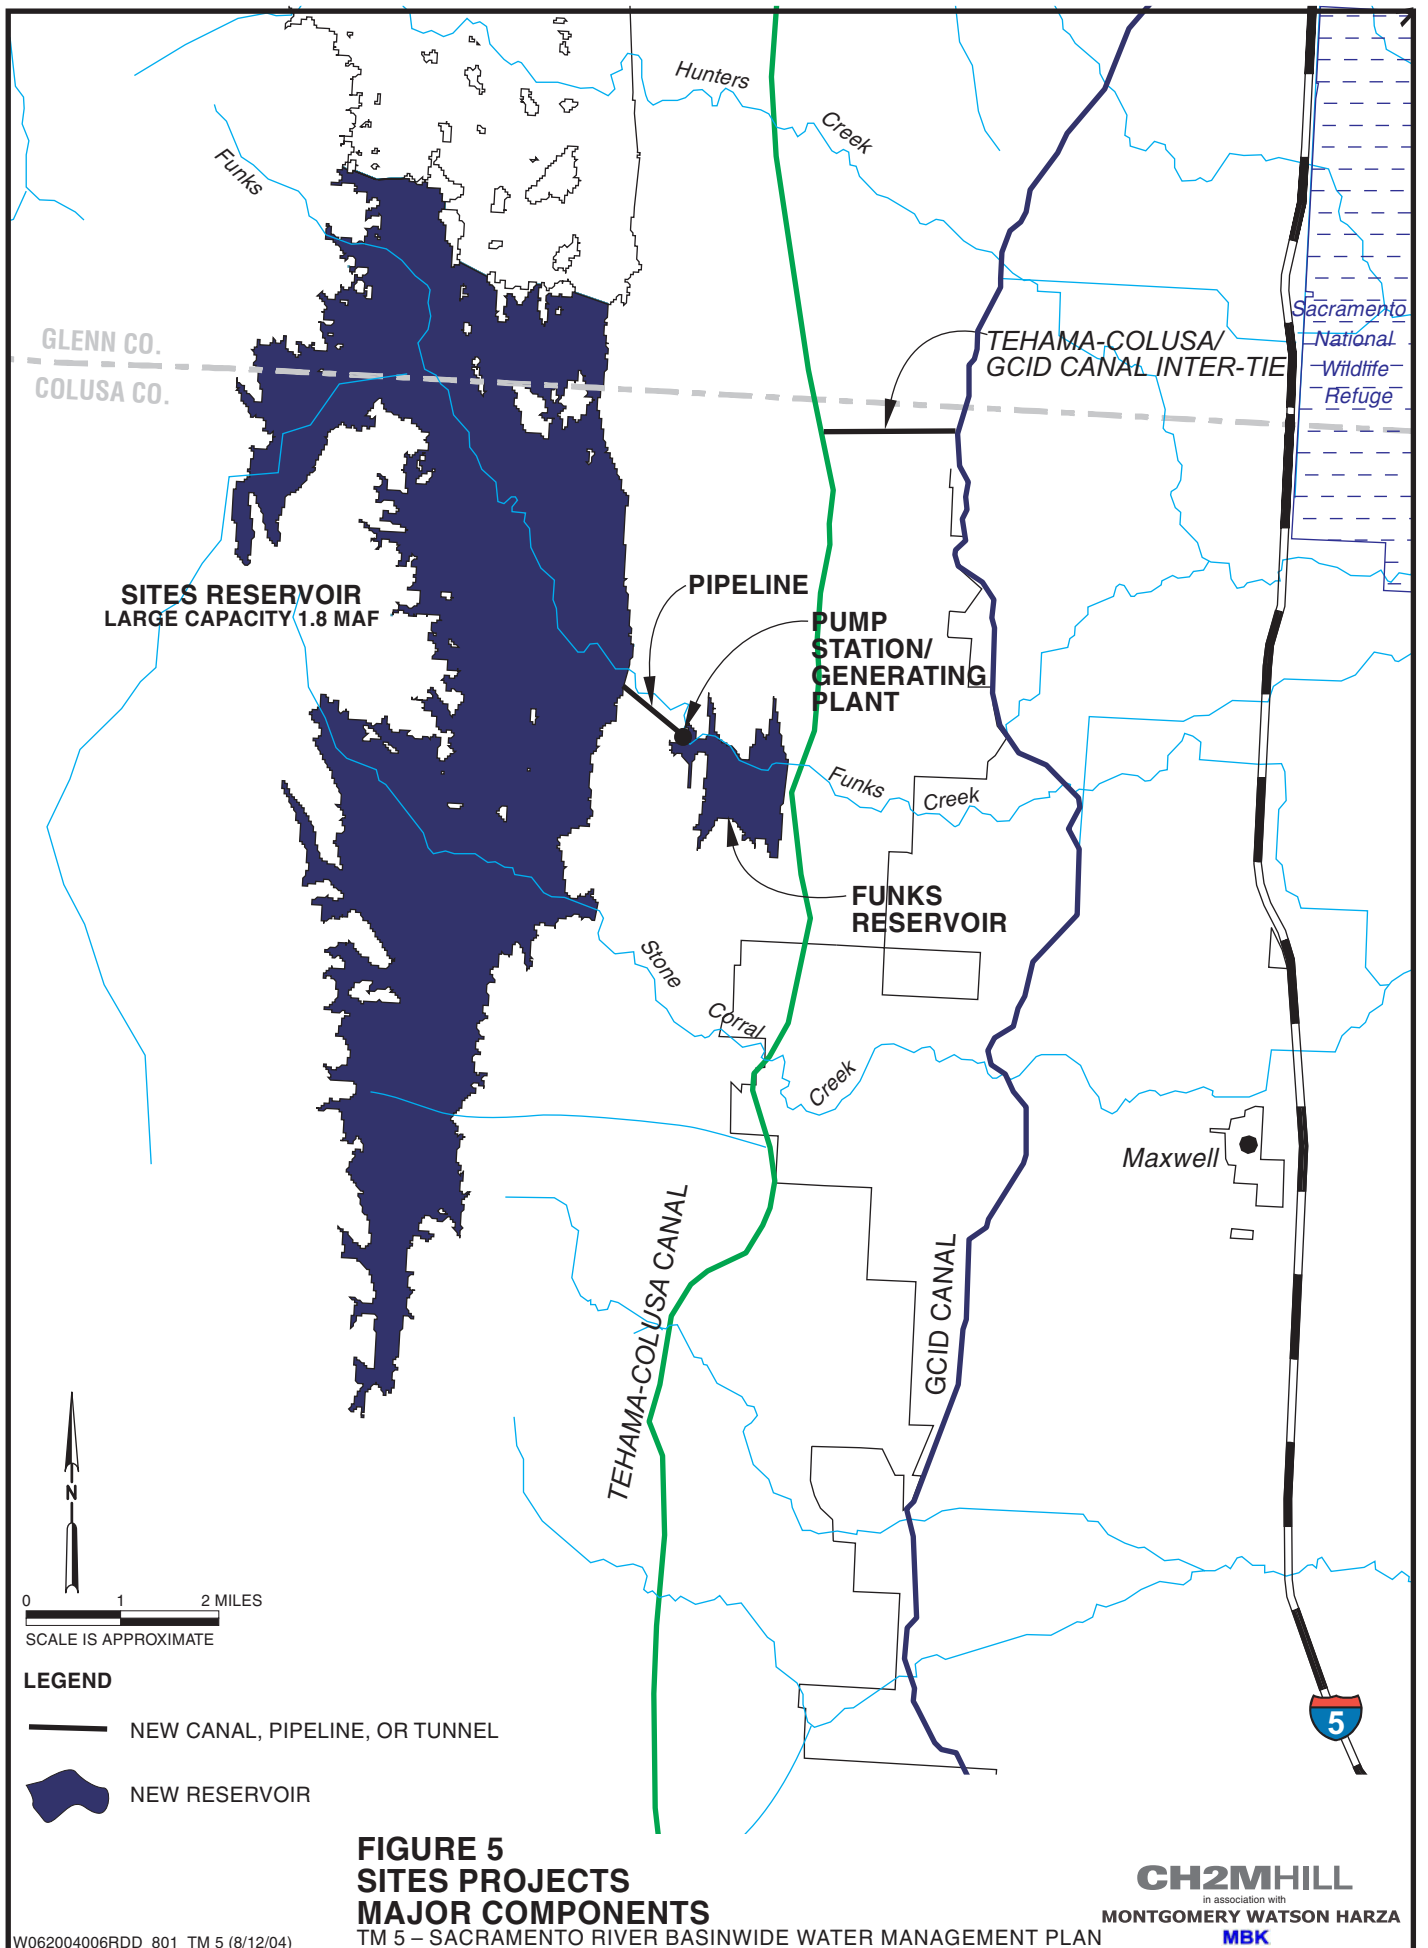 Hunters
Creek
Funks
GLENN CO.
COLUSA CO.
Sacramento
National
Wildlife
Refuge
TEHAMA-COLUSA/
GCID CANAL INTER-TIE
SITES RESERVOIR
LARGE CAPACITY 1.8 MAF
PIPELINE
PUMP
STATION/
GENERATING
PLANT
Funks
Creek
FUNKS
RESERVOIR
Stone
Corral
Creek
Maxwell
TEHAMA-COLUSA CANAL
GCID CANAL
N
0 1 2 MILES
SCALE IS APPROXIMATE
LEGEND
NEW CANAL, PIPELINE, OR TUNNEL
NEW RESERVOIR
5
FIGURE 5
SITES PROJECTS
MAJOR COMPONENTS
TM 5 – SACRAMENTO RIVER BASINWIDE WATER MANAGEMENT PLAN
W062004006RDD_801_TM 5 (8/12/04)
CH2MHILL
in association with
MONTGOMERY WATSON HARZA
MBK